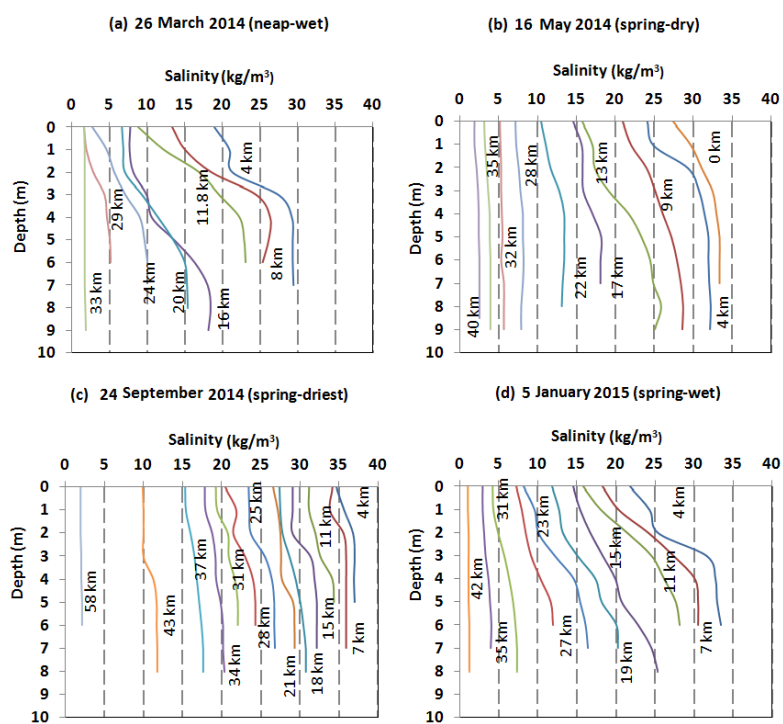 (a) 26 March 2014 (neap-wet)
Salinity (kg/m³)
0 5 10 15 20 25 30 35 40
Depth (m)
0
1
2
3
4
5
6
7
8
9
10
33 km
29 km
24 km
20 km
16 km
11.8 km
8 km
4 km
(b) 16 May 2014 (spring-dry)
Salinity (kg/m³)
0 5 10 15 20 25 30 35 40
Depth (m)
0
1
2
3
4
5
6
7
8
9
10
40 km
35 km
32 km
28 km
22 km
17 km
13 km
9 km
4 km
0 km
(c) 24 September 2014 (spring-driest)
Salinity (kg/m³)
0 5 10 15 20 25 30 35 40
Depth (m)
0
1
2
3
4
5
6
7
8
9
10
58 km
43 km
37 km
34 km
31 km
28 km
25 km
21 km
18 km
15 km
11 km
7 km
4 km
(d) 5 January 2015 (spring-wet)
Salinity (kg/m³)
0 5 10 15 20 25 30 35 40
Depth (m)
0
1
2
3
4
5
6
7
8
9
10
42 km
35 km
31 km
27 km
23 km
19 km
15 km
11 km
7 km
4 km